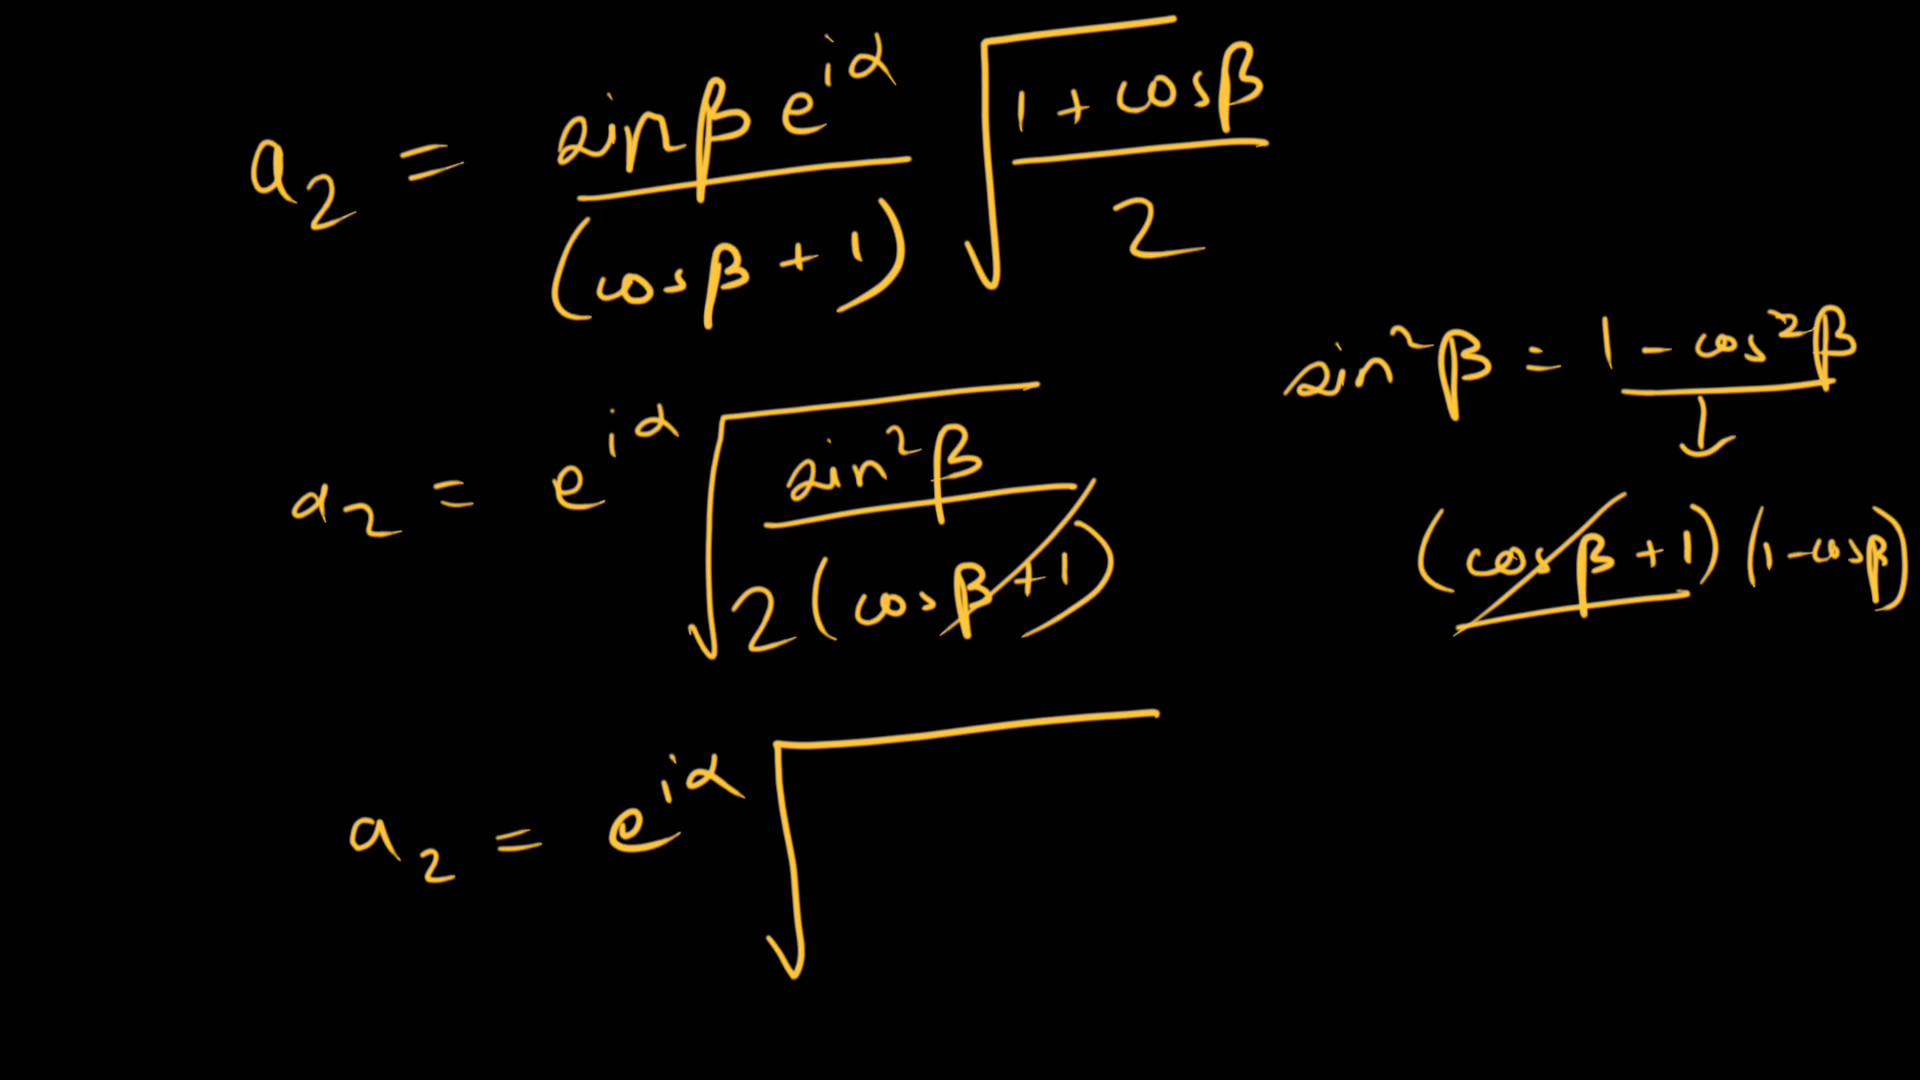 a₂ = sinβ e^{iα} / (cosβ + 1) √((1 + cosβ) / 2)
sin²β = 1 - cos²β
↓
a₂ = e^{iα} √(sin²β / 2(cosβ + 1))
(cosβ + 1)(1 - cosβ)
a₂ = e^{iα} √